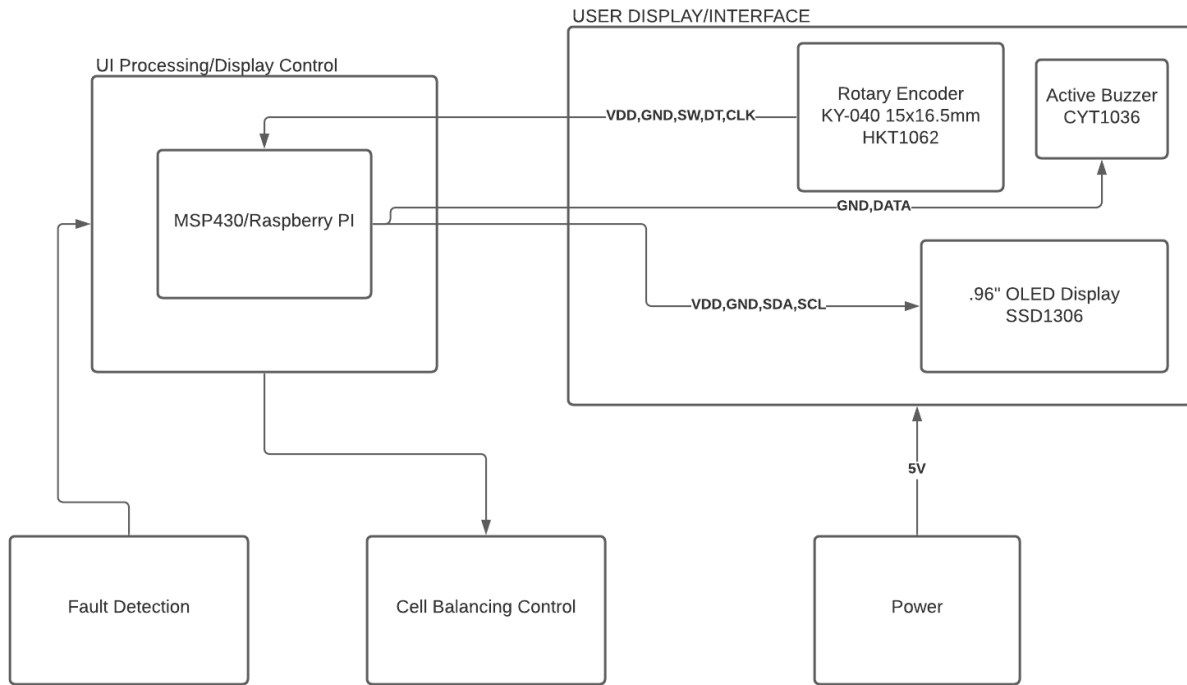 USER DISPLAY/INTERFACE
UI Processing/Display Control
Rotary Encoder
KY-040 15x16.5mm
HKT1062
Active Buzzer
CYT1036
VDD,GND,SW,DT,CLK
MSP430/Raspberry PI
GND,DATA
.96" OLED Display
SSD1306
VDD,GND,SDA,SCL
5V
Fault Detection
Cell Balancing Control
Power